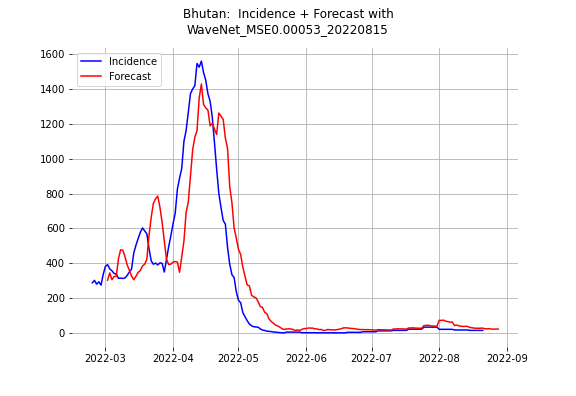 Bhutan:  Incidence + Forecast with
WaveNet_MSE0.00053_20220815
Incidence
Forecast
1600
1400
1200
1000
800
600
400
200
0
2022-03 2022-04 2022-05 2022-06 2022-07 2022-08 2022-09